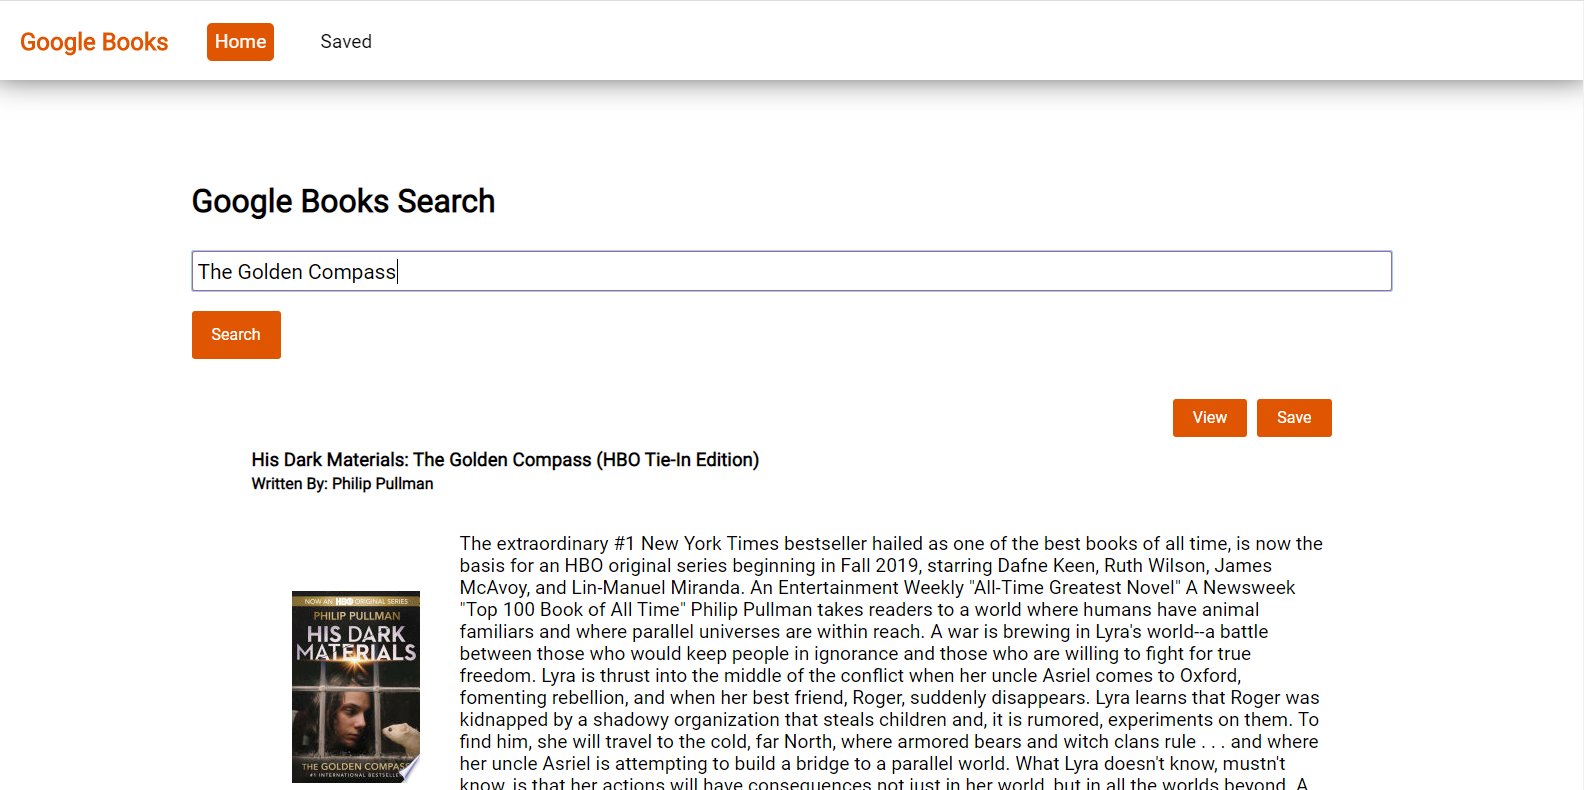 Google Books Home Saved
Google Books Search
The Golden Compass
Search
View Save
His Dark Materials: The Golden Compass (HBO Tie-In Edition)
Written By: Philip Pullman
The extraordinary #1 New York Times bestseller hailed as one of the best books of all time, is now the
basis for an HBO original series beginning in Fall 2019, starring Dafne Keen, Ruth Wilson, James
McAvoy, and Lin-Manuel Miranda. An Entertainment Weekly "All-Time Greatest Novel" A Newsweek
"Top 100 Book of All Time" Philip Pullman takes readers to a world where humans have animal
familiars and where parallel universes are within reach. A war is brewing in Lyra's world--a battle
between those who would keep people in ignorance and those who are willing to fight for true
freedom. Lyra is thrust into the middle of the conflict when her uncle Asriel comes to Oxford,
fomenting rebellion, and when her best friend, Roger, suddenly disappears. Lyra learns that Roger was
kidnapped by a shadowy organization that steals children and, it is rumored, experiments on them. To
find him, she will travel to the cold, far North, where armored bears and witch clans rule . . . and where
her uncle Asriel is attempting to build a bridge to a parallel world. What Lyra doesn't know, mustn't
know, is that her actions will have consequences not just in her world, but in all the worlds beyond. A
NOW AN HBO ORIGINAL SERIES
PHILIP PULLMAN
HIS DARK
MATERIALS
THE GOLDEN COMPASS
#1 INTERNATIONAL BESTSELLE